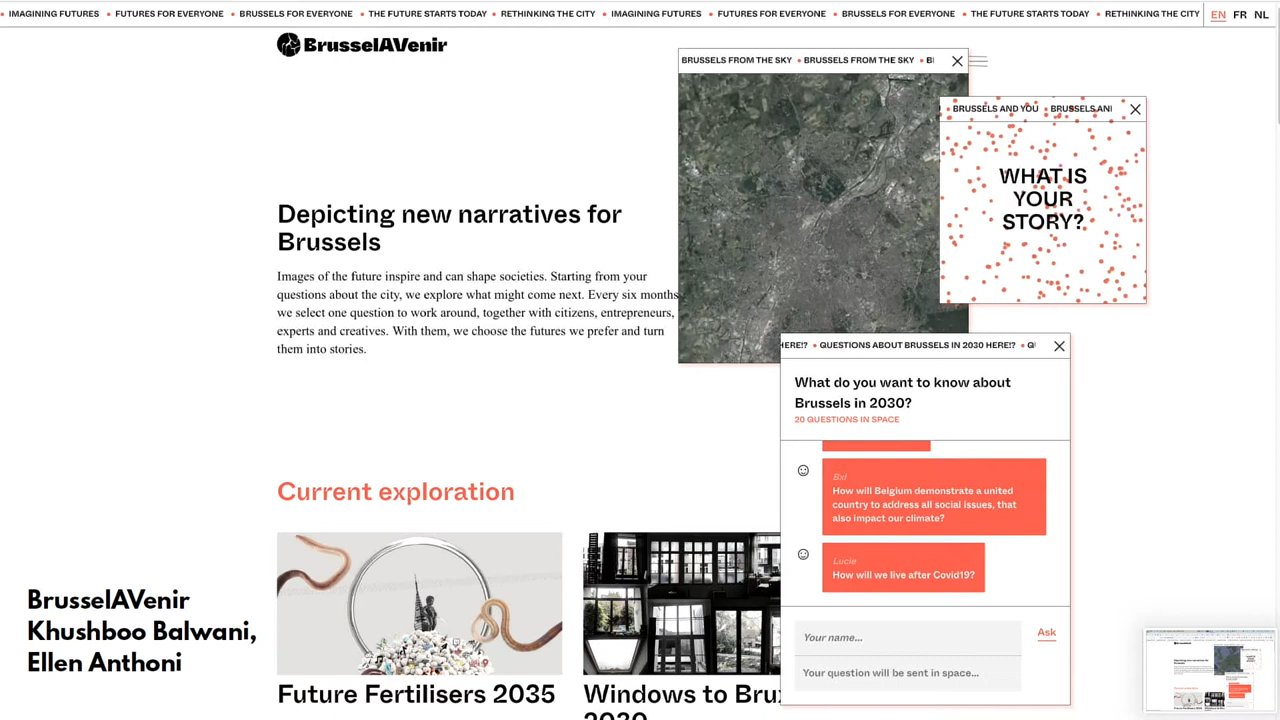 IMAGINING FUTURES • FUTURES FOR EVERYONE • BRUSSELS FOR EVERYONE • THE FUTURE STARTS TODAY • RETHINKING THE CITY • IMAGINING FUTURES • FUTURES FOR EVERYONE • BRUSSELS FOR EVERYONE • THE FUTURE STARTS TODAY • RETHINKING THE CITY
EN FR NL
BrusselAVenir
BRUSSELS FROM THE SKY • BRUSSELS FROM THE SKY • B
BRUSSELS AND YOU • BRUSSELS AN
WHAT IS
YOUR
STORY?
Depicting new narratives for
Brussels
Images of the future inspire and can shape societies. Starting from your
questions about the city, we explore what might come next. Every six months
we select one question to work around, together with citizens, entrepreneurs,
experts and creatives. With them, we choose the futures we prefer and turn
them into stories.
HERE!? • QUESTIONS ABOUT BRUSSELS IN 2030 HERE!? • Q
What do you want to know about
Brussels in 2030?
20 QUESTIONS IN SPACE
Bxl
How will Belgium demonstrate a united
country to address all social issues, that
also impact our climate?
Lucie
How will we live after Covid19?
Your name...
Ask
Your question will be sent in space...
Current exploration
Future Fertilisers 2035
Windows to Bru
2030
BrusselAVenir
Khushboo Balwani,
Ellen Anthoni